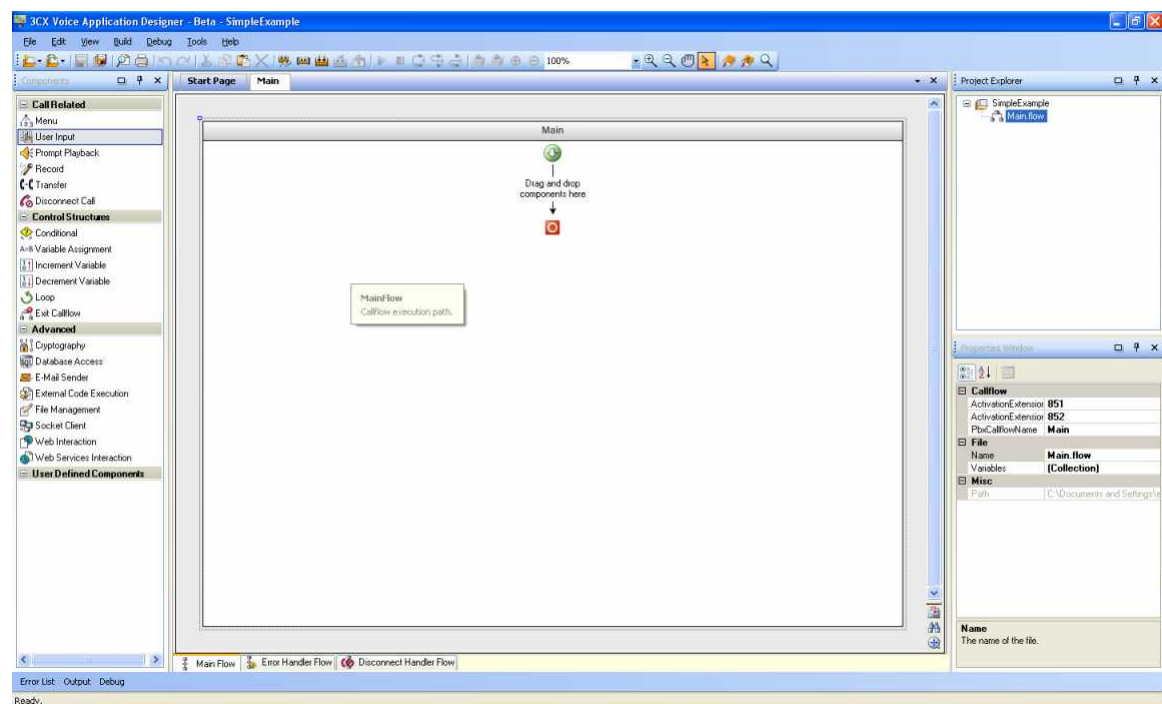 3CX Voice Application Designer - Beta - SimpleExample
File Edit View Build Debug Tools Help
100%
Components
Call Related
Menu
User Input
Prompt Playback
Record
Transfer
Disconnect Call
Control Structures
Conditional
A=B Variable Assignment
Increment Variable
Decrement Variable
Loop
Exit Callflow
Advanced
Cryptography
Database Access
E-Mail Sender
External Code Execution
File Management
Socket Client
Web Interaction
Web Services Interaction
User Defined Components
Start Page Main
Main
Drag and drop
components here
MainFlow
Callflow execution path.
Main Flow Error Handler Flow Disconnect Handler Flow
Project Explorer
SimpleExample
Main.flow
Properties Window
Callflow
ActivationExtension 851
ActivationExtension 852
PbxCallflowName Main
File
Name Main.flow
Variables (Collection)
Misc
Path C:\Documents and Settings\e
Name
The name of the file.
Error List Output Debug
Ready.